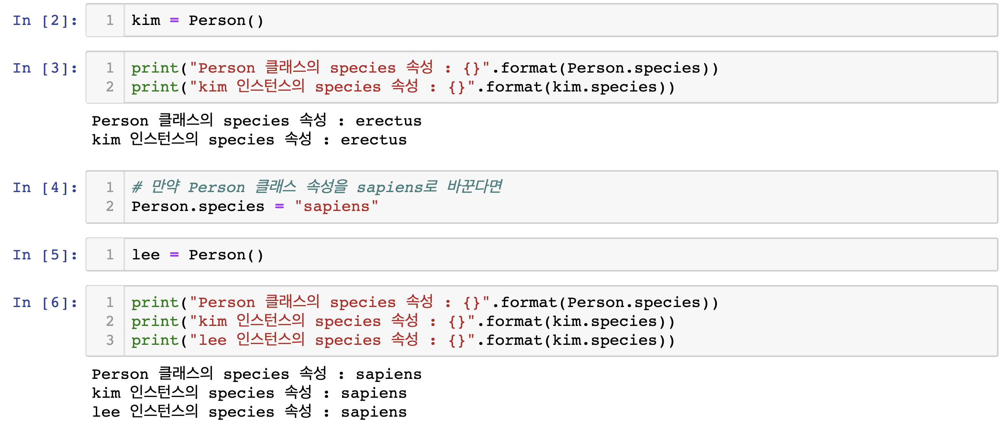 In [2]: 1 kim = Person()
In [3]: 1 print("Person 클래스의 species 속성 : {}".format(Person.species))
2 print("kim 인스턴스의 species 속성 : {}".format(kim.species))
Person 클래스의 species 속성 : erectus
kim 인스턴스의 species 속성 : erectus
In [4]: 1 # 만약 Person 클래스 속성을 sapiens로 바꾼다면
2 Person.species = "sapiens"
In [5]: 1 lee = Person()
In [6]: 1 print("Person 클래스의 species 속성 : {}".format(Person.species))
2 print("kim 인스턴스의 species 속성 : {}".format(kim.species))
3 print("lee 인스턴스의 species 속성 : {}".format(kim.species))
Person 클래스의 species 속성 : sapiens
kim 인스턴스의 species 속성 : sapiens
lee 인스턴스의 species 속성 : sapiens